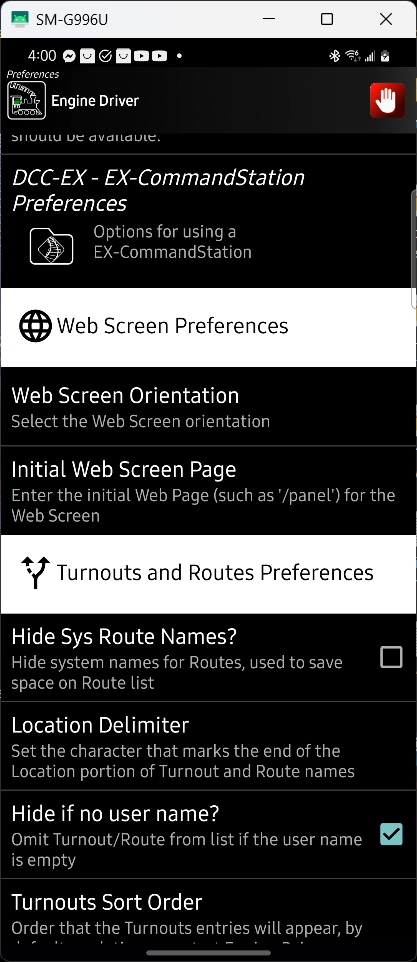 SM-G996U
4:00
Preferences
Engine Driver
should be available.
DCC-EX - EX-CommandStation
Preferences
Options for using a
EX-CommandStation
Web Screen Preferences
Web Screen Orientation
Select the Web Screen orientation
Initial Web Screen Page
Enter the initial Web Page (such as '/panel') for the
Web Screen
Turnouts and Routes Preferences
Hide Sys Route Names?
Hide system names for Routes, used to save
space on Route list
Location Delimiter
Set the character that marks the end of the
Location portion of Turnout and Route names
Hide if no user name?
Omit Turnout/Route from list if the user name
is empty
Turnouts Sort Order
Order that the Turnouts entries will appear, by